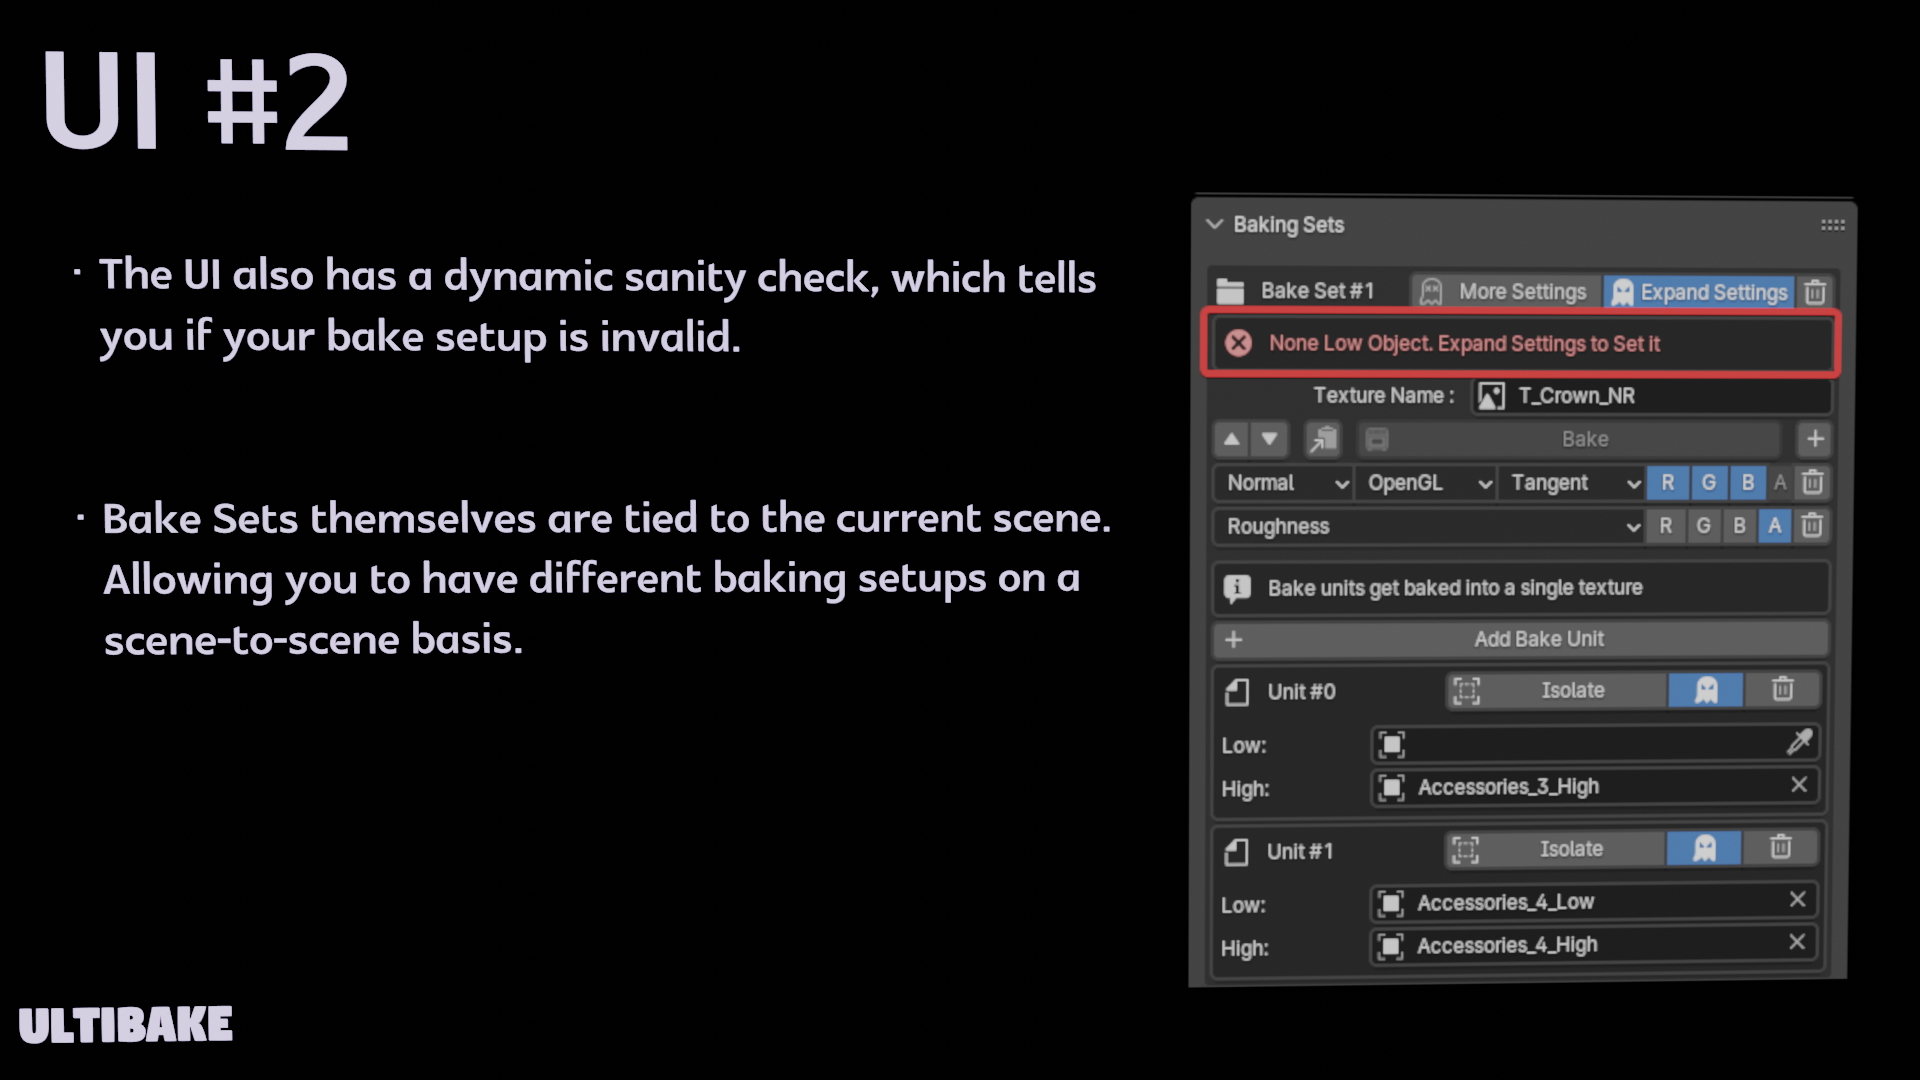 UI #2
· The UI also has a dynamic sanity check, which tells
you if your bake setup is invalid.
· Bake Sets themselves are tied to the current scene.
Allowing you to have different baking setups on a
scene-to-scene basis.
ULTIBAKE
Baking Sets
Bake Set #1 More Settings Expand Settings
None Low Object. Expand Settings to Set it
Texture Name : T_Crown_NR
Bake +
Normal OpenGL Tangent R G B A
Roughness R G B A
Bake units get baked into a single texture
+ Add Bake Unit
Unit #0 Isolate
Low:
High: Accessories_3_High
Unit #1 Isolate
Low: Accessories_4_Low
High: Accessories_4_High